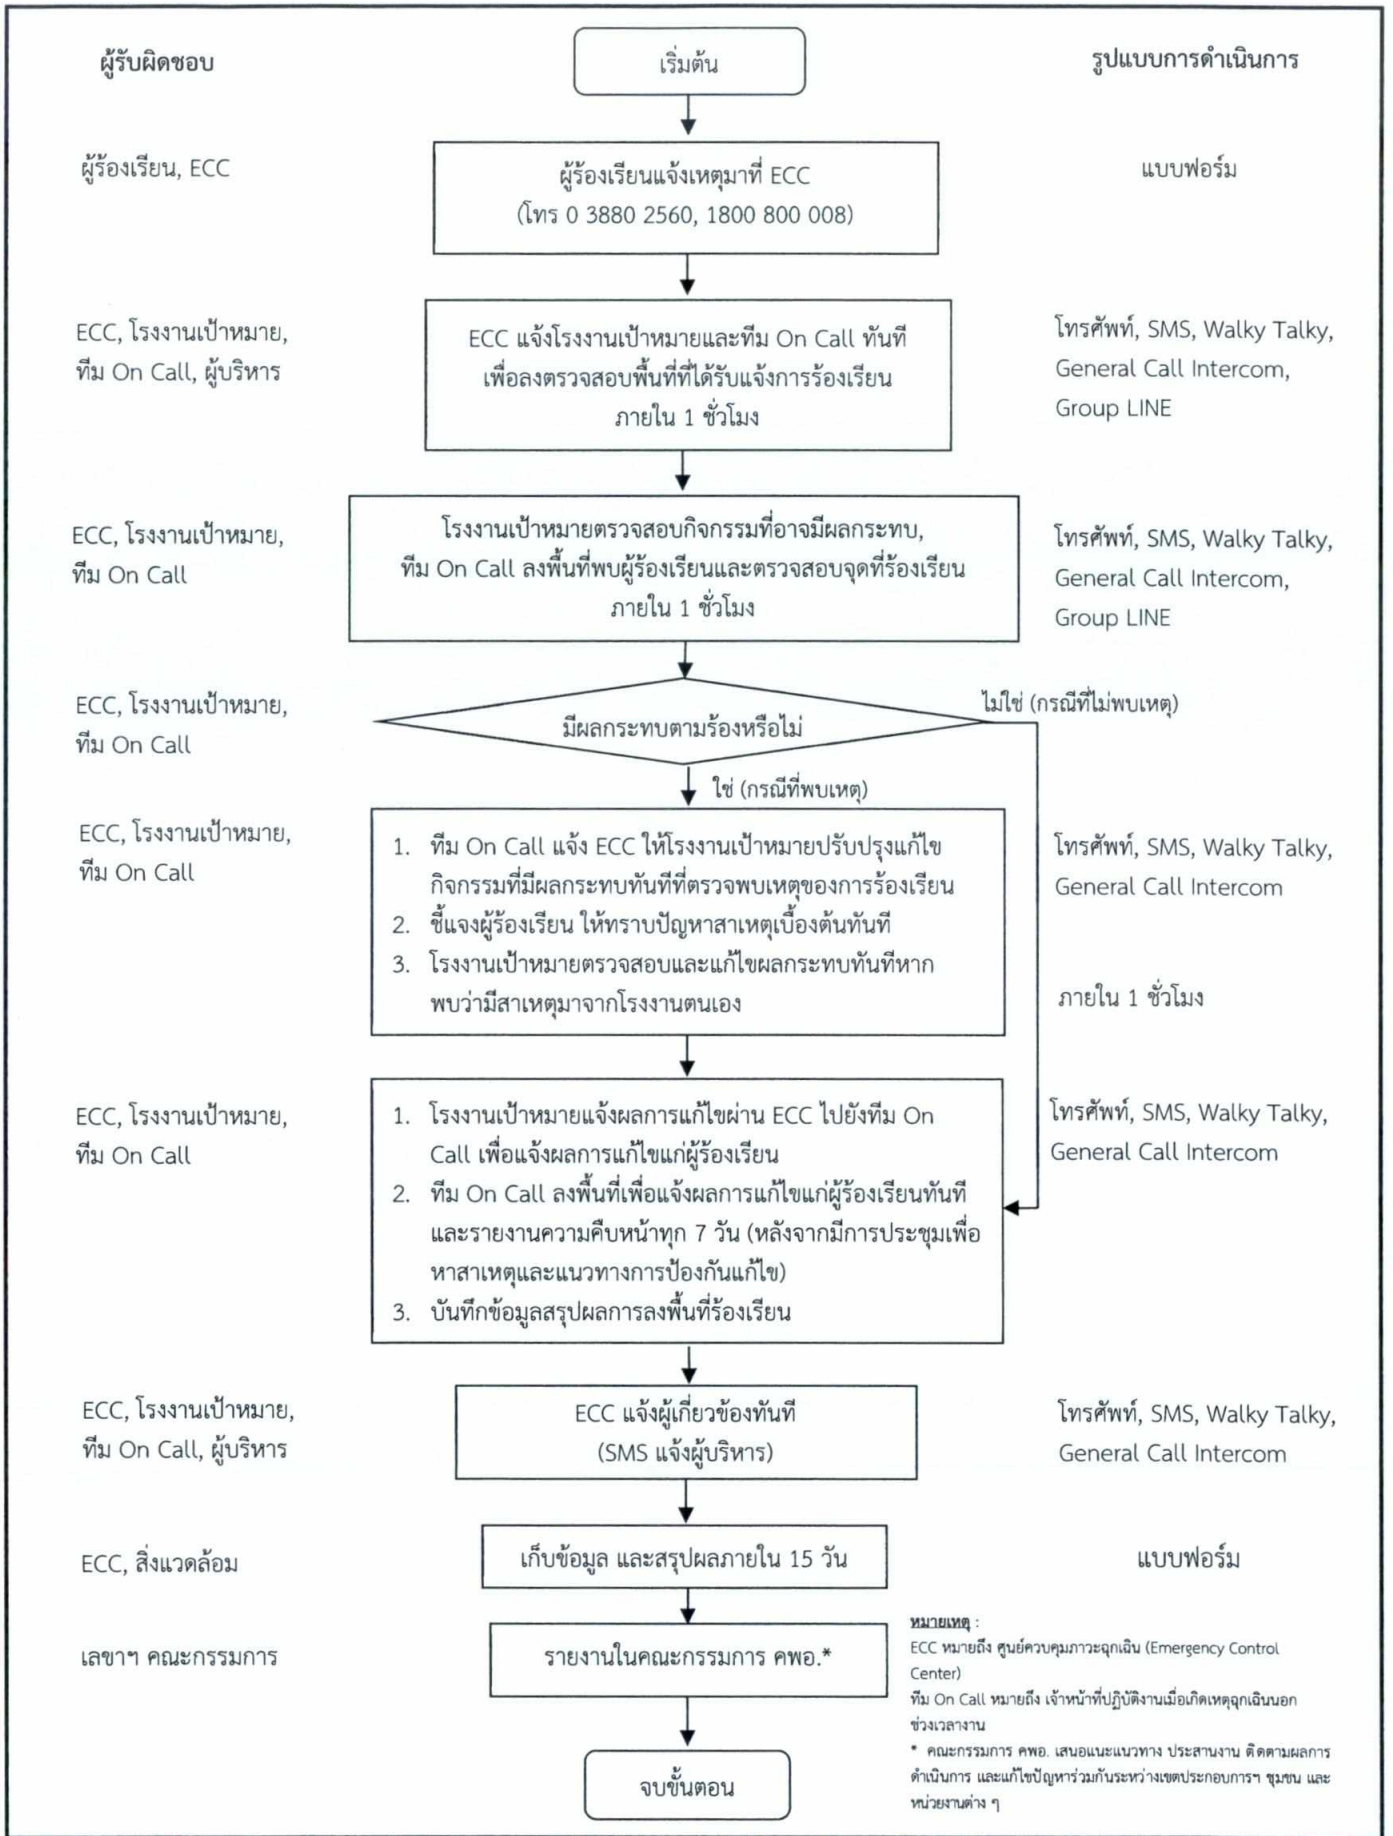 ผู้รับผิดชอบ
เริ่มต้น
รูปแบบการดำเนินการ
ผู้ร้องเรียน, ECC
ผู้ร้องเรียนแจ้งเหตุมาที่ ECC
(โทร 0 3880 2560, 1800 800 008)
แบบฟอร์ม
ECC, โรงงานเป้าหมาย,
ทีม On Call, ผู้บริหาร
ECC แจ้งโรงงานเป้าหมายและทีม On Call ทันที
เพื่อลงตรวจสอบพื้นที่ที่ได้รับแจ้งการร้องเรียน
ภายใน 1 ชั่วโมง
โทรศัพท์, SMS, Walky Talky,
General Call Intercom,
Group LINE
ECC, โรงงานเป้าหมาย,
ทีม On Call
โรงงานเป้าหมายตรวจสอบกิจกรรมที่อาจมีผลกระทบ,
ทีม On Call ลงพื้นที่พบผู้ร้องเรียนและตรวจสอบจุดที่ร้องเรียน
ภายใน 1 ชั่วโมง
โทรศัพท์, SMS, Walky Talky,
General Call Intercom,
Group LINE
ECC, โรงงานเป้าหมาย,
ทีม On Call
มีผลกระทบตามร้องหรือไม่
ไม่ใช่ (กรณีที่ไม่พบเหตุ)
ใช่ (กรณีที่พบเหตุ)
ECC, โรงงานเป้าหมาย,
ทีม On Call
1. ทีม On Call แจ้ง ECC ให้โรงงานเป้าหมายปรับปรุงแก้ไข
กิจกรรมที่มีผลกระทบทันทีที่ตรวจพบเหตุของการร้องเรียน
2. ชี้แจงผู้ร้องเรียน ให้ทราบปัญหาสาเหตุเบื้องต้นทันที
3. โรงงานเป้าหมายตรวจสอบและแก้ไขผลกระทบทันทีหาก
พบว่ามีสาเหตุมาจากโรงงานตนเอง
โทรศัพท์, SMS, Walky Talky,
General Call Intercom
ภายใน 1 ชั่วโมง
ECC, โรงงานเป้าหมาย,
ทีม On Call
1. โรงงานเป้าหมายแจ้งผลการแก้ไขผ่าน ECC ไปยังทีม On
Call เพื่อแจ้งผลการแก้ไขแก่ผู้ร้องเรียน
2. ทีม On Call ลงพื้นที่เพื่อแจ้งผลการแก้ไขแก่ผู้ร้องเรียนทันที
และรายงานความคืบหน้าทุก 7 วัน (หลังจากมีการประชุมเพื่อ
หาสาเหตุและแนวทางการป้องกันแก้ไข)
3. บันทึกข้อมูลสรุปผลการลงพื้นที่ร้องเรียน
โทรศัพท์, SMS, Walky Talky,
General Call Intercom
ECC, โรงงานเป้าหมาย,
ทีม On Call, ผู้บริหาร
ECC แจ้งผู้เกี่ยวข้องทันที
(SMS แจ้งผู้บริหาร)
โทรศัพท์, SMS, Walky Talky,
General Call Intercom
ECC, สิ่งแวดล้อม
เก็บข้อมูล และสรุปผลภายใน 15 วัน
แบบฟอร์ม
เลขาฯ คณะกรรมการ
รายงานในคณะกรรมการ คพอ.*
จบขั้นตอน
หมายเหตุ :
ECC หมายถึง ศูนย์ควบคุมภาวะฉุกเฉิน (Emergency Control
Center)
ทีม On Call หมายถึง เจ้าหน้าที่ปฏิบัติงานเมื่อเกิดเหตุฉุกเฉินนอก
ช่วงเวลางาน
* คณะกรรมการ คพอ. เสนอแนะแนวทาง ประสานงาน ติดตามผลการ
ดำเนินการ และแก้ไขปัญหาร่วมกันระหว่างเขตประกอบการฯ ชุมชน และ
หน่วยงานต่าง ๆ